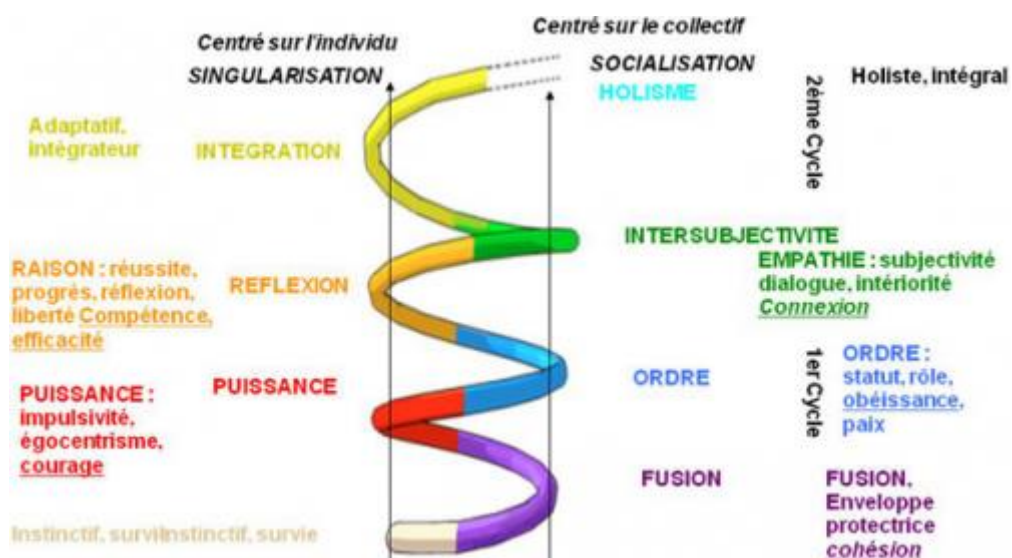 Centré sur l'individu
SINGULARISATION
Centré sur le collectif
SOCIALISATION
HOLISME
2ème Cycle
Holiste, intégral
Adaptatif,
intégrateur
INTEGRATION
INTERSUBJECTIVITE
EMPATHIE : subjectivité
dialogue, intériorité
Connexion
RAISON : réussite,
progrès, réflexion,
liberté Compétence,
efficacité
REFLEXION
ORDRE
1er Cycle
ORDRE :
statut, rôle,
obéissance,
paix
PUISSANCE :
impulsivité,
égocentrisme,
courage
PUISSANCE
FUSION
FUSION,
Enveloppe
protectrice
cohésion
Instinctif, surviInstinctif, survie